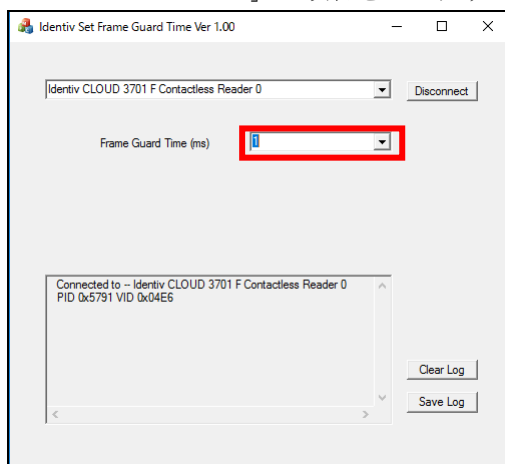 Identiv Set Frame Guard Time Ver 1.00
Identiv CLOUD 3701 F Contactless Reader 0
Disconnect
Frame Guard Time (ms)
1
Connected to -- Identiv CLOUD 3701 F Contactless Reader 0
PID 0x5791 VID 0x04E6
Clear Log
Save Log